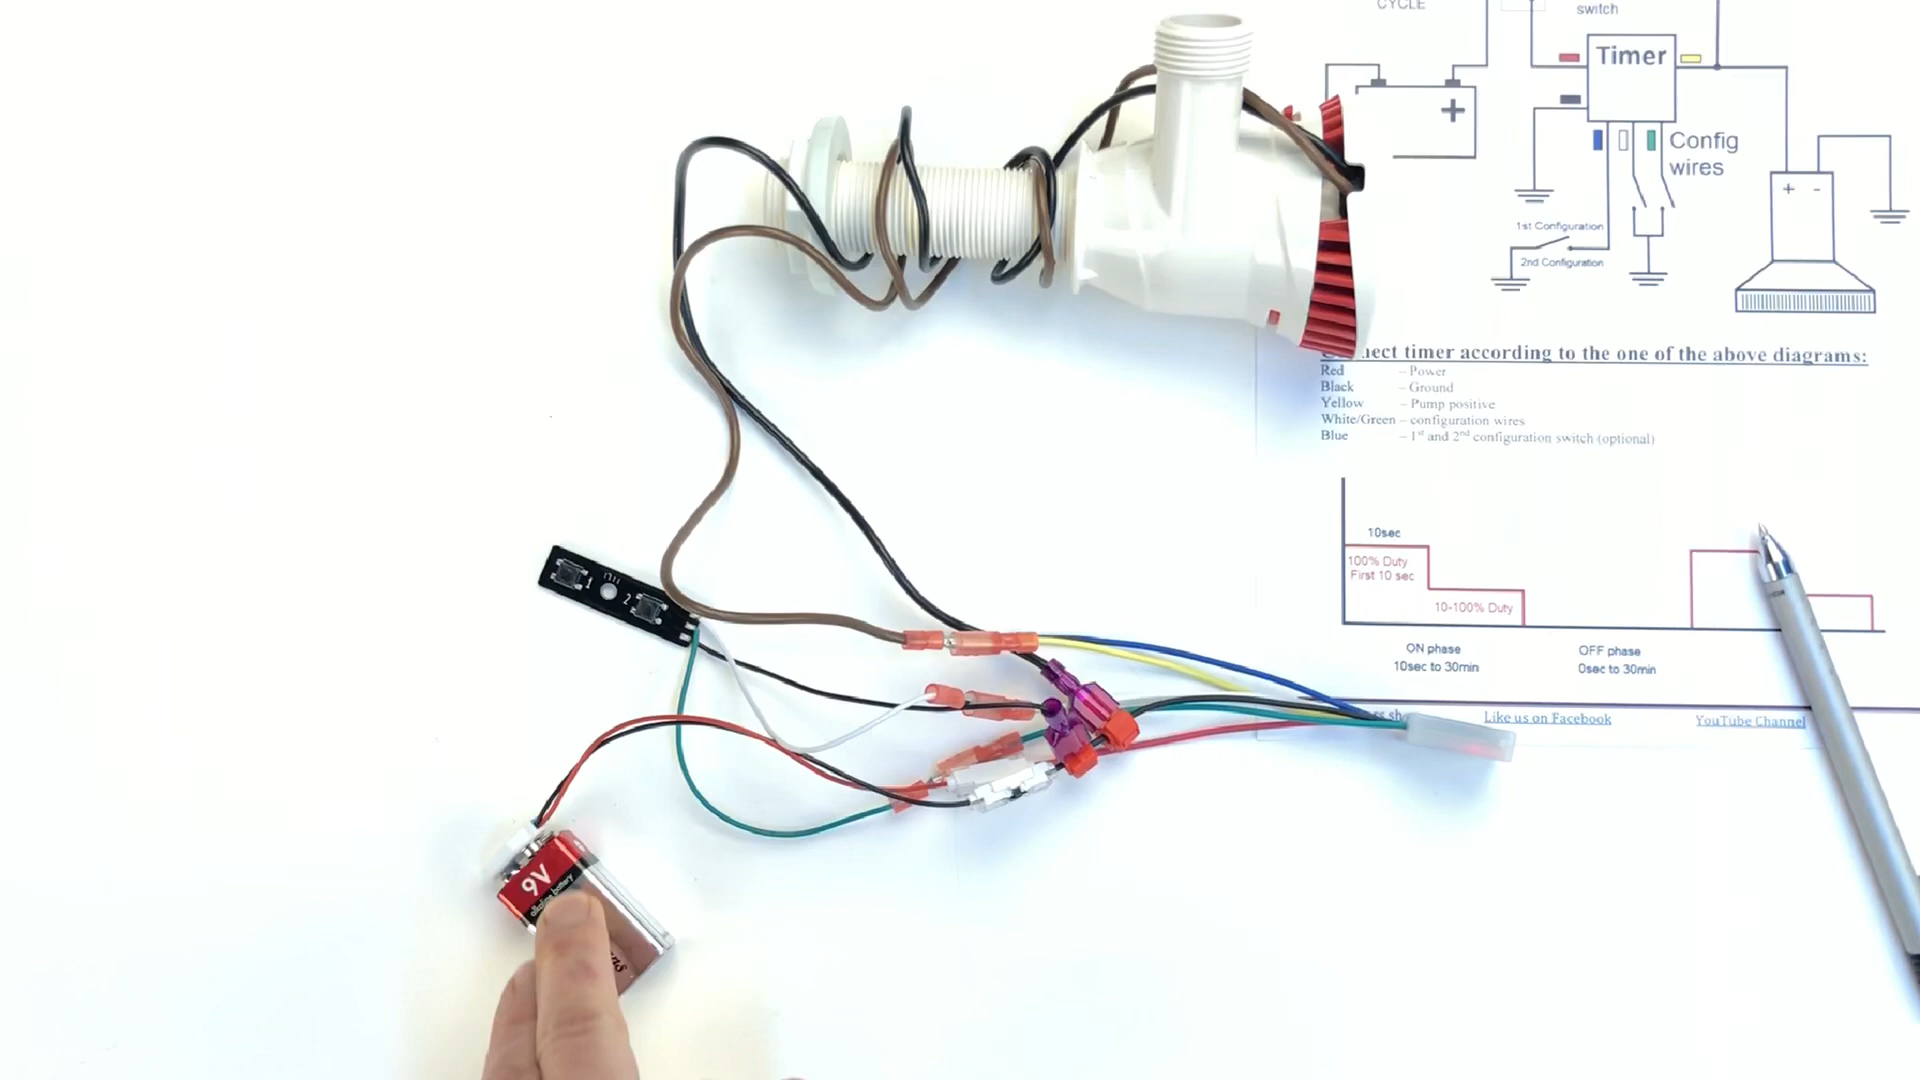 CYCLE
switch
Timer
+
Config
wires
+ -
1st Configuration
2nd Configuration
nect timer according to the one of the above diagrams:
Red – Power
Black – Ground
Yellow – Pump positive
White/Green – configuration wires
Blue – 1st and 2nd configuration switch (optional)
10sec
100% Duty
First 10 sec
10-100% Duty
ON phase
10sec to 30min
OFF phase
0sec to 30min
Like us on Facebook
YouTube Channel
1
2
9V
alkaline battery